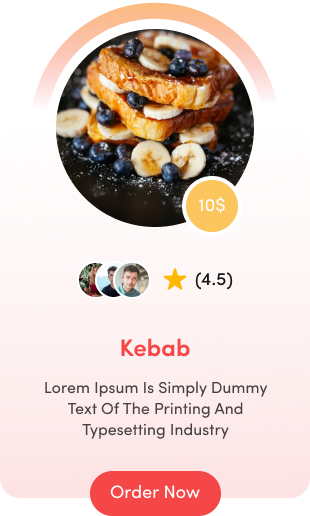 10$
(4.5)
Kebab
Lorem Ipsum Is Simply Dummy
Text Of The Printing And
Typesetting Industry
Order Now